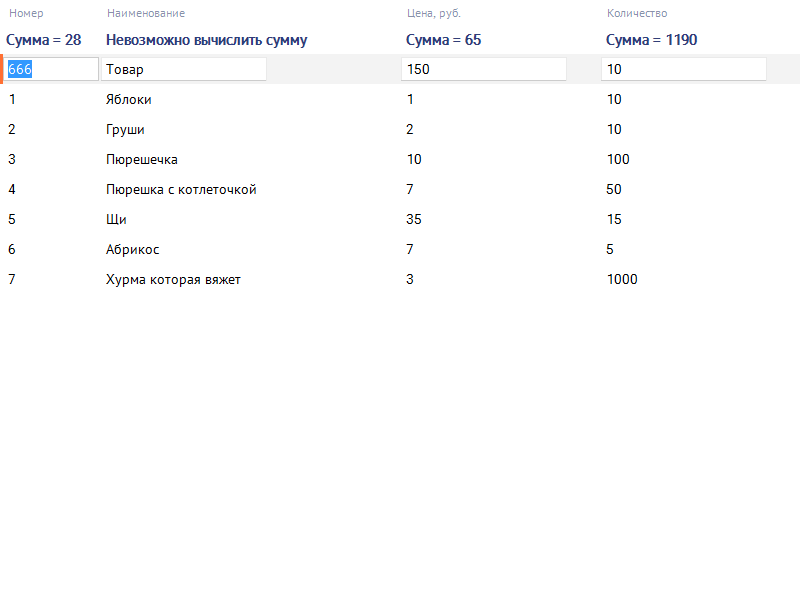 Номер Наименование Цена, руб. Количество
Сумма = 28 Невозможно вычислить сумму Сумма = 65 Сумма = 1190
666 Товар 150 10
1 Яблоки 1 10
2 Груши 2 10
3 Пюрешечка 10 100
4 Пюрешка с котлеточкой 7 50
5 Щи 35 15
6 Абрикос 7 5
7 Хурма которая вяжет 3 1000